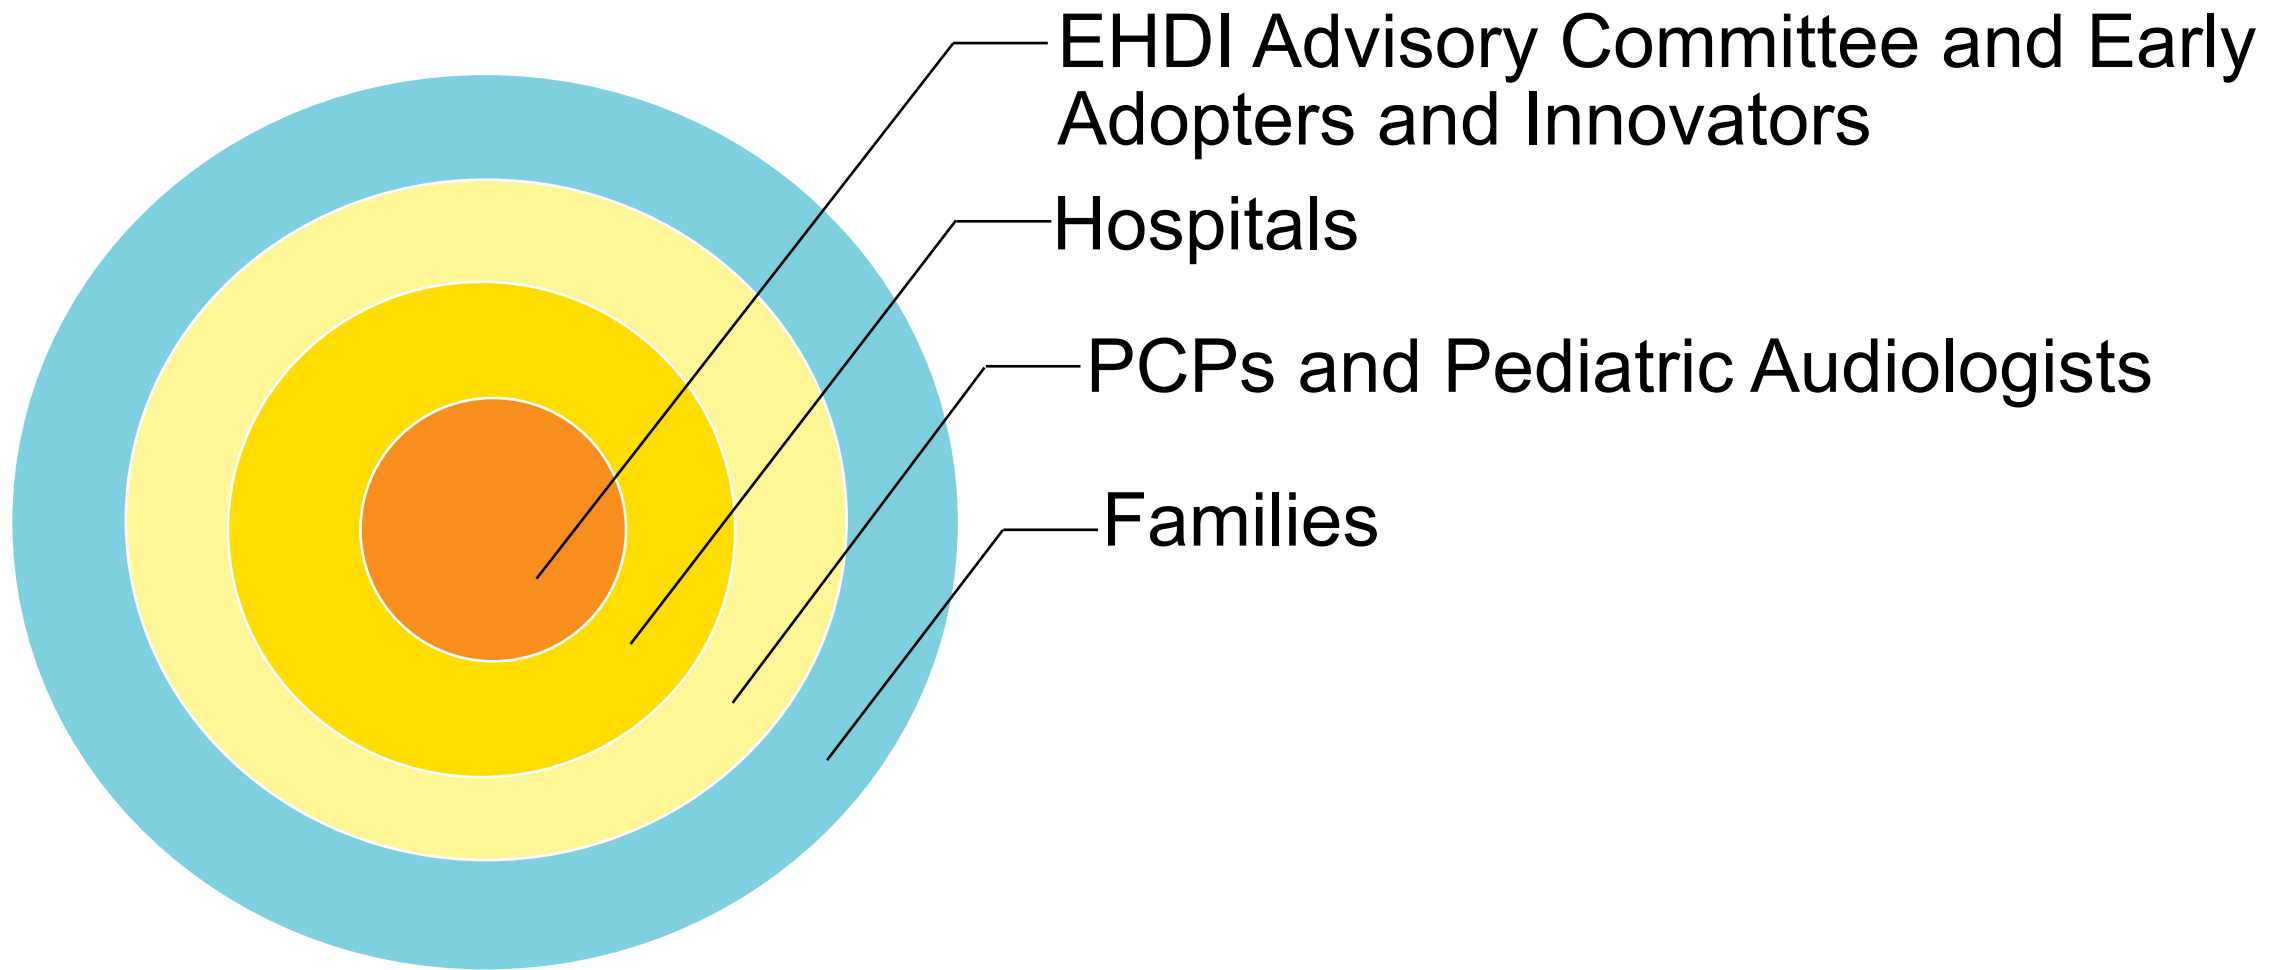 EHDI Advisory Committee and Early
Adopters and Innovators
Hospitals
PCPs and Pediatric Audiologists
Families